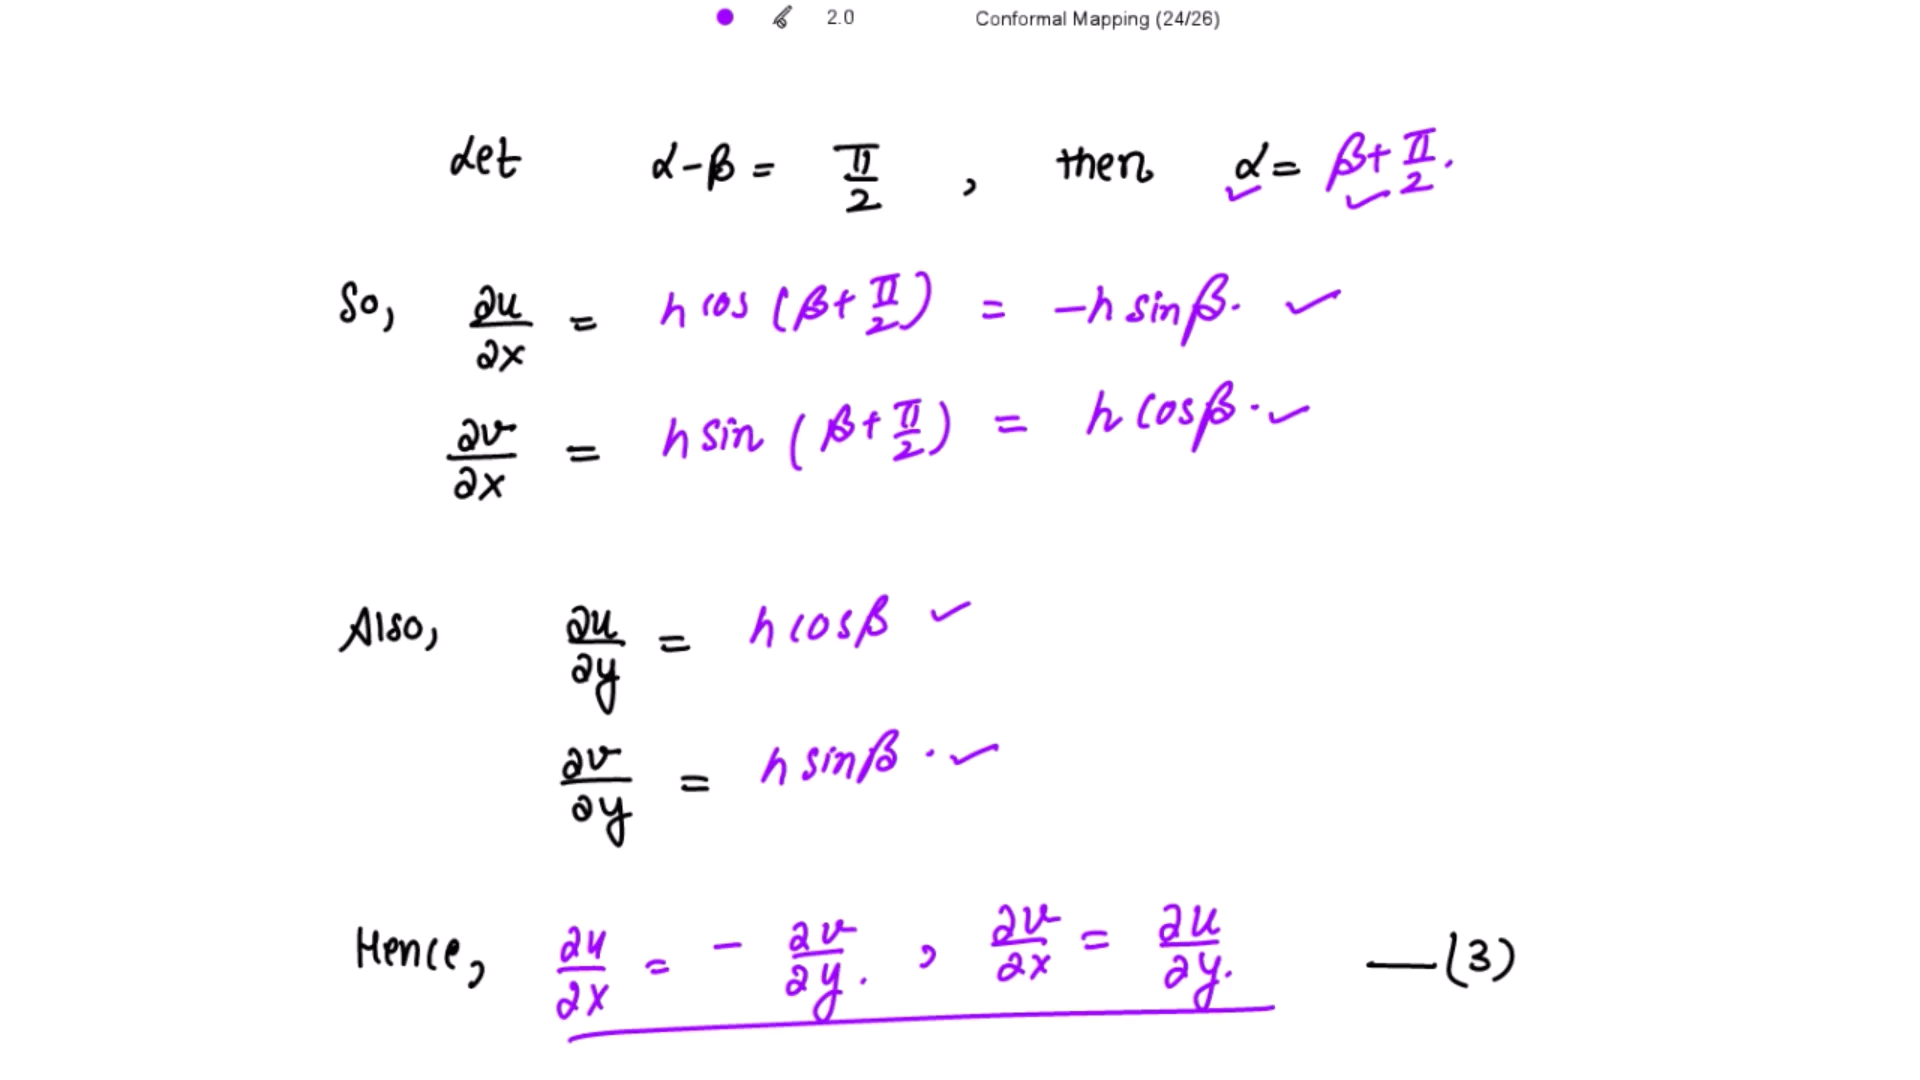 2.0 Conformal Mapping (24/26)
Let α-β = π/2 , then α = β+π/2.
So, ∂u/∂x = h cos (β+π/2) = -h sinβ. ✓
∂v/∂x = h sin (β+π/2) = h cosβ. ✓
Also, ∂u/∂y = h cosβ ✓
∂v/∂y = h sinβ. ✓
Hence, ∂u/∂x = - ∂v/∂y. , ∂v/∂x = ∂u/∂y. —(3)